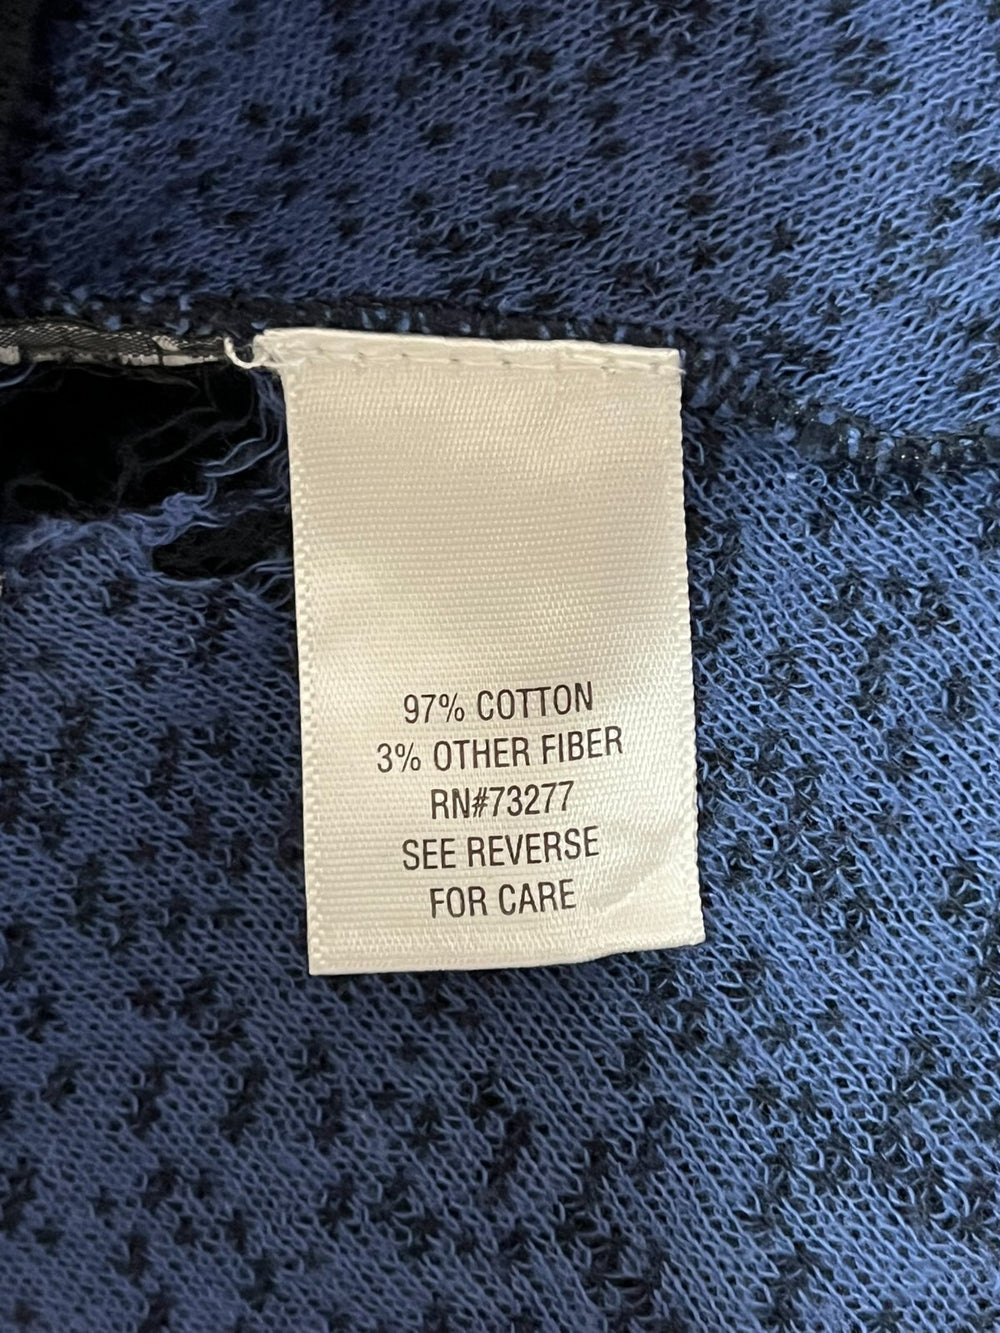 97% COTTON
3% OTHER FIBER
RN#73277
SEE REVERSE
FOR CARE